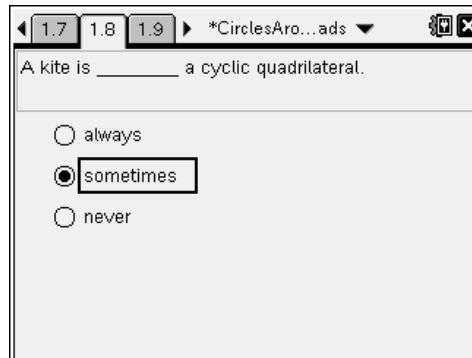 1.7 1.8 1.9 *CirclesAro...ads
A kite is ________ a cyclic quadrilateral.
always
sometimes
never